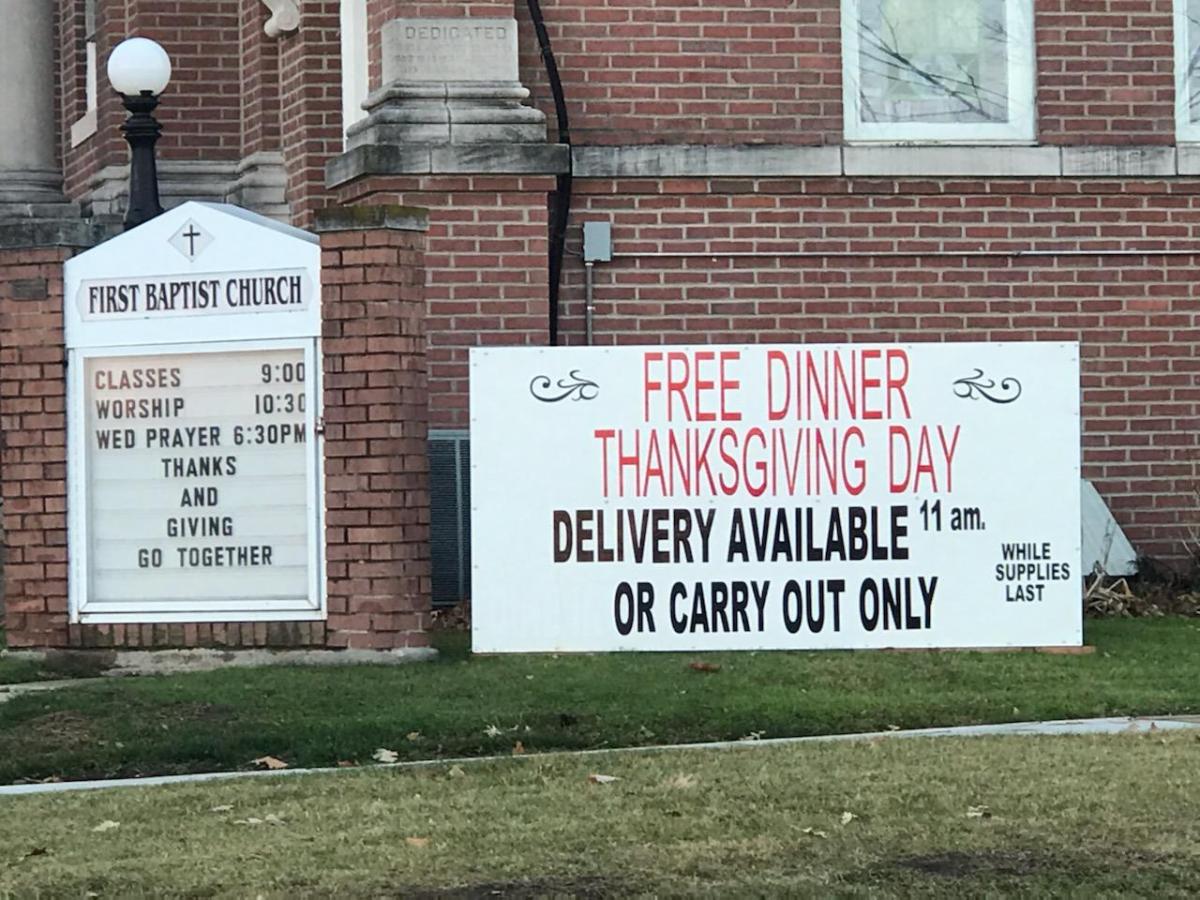 DEDICATED
FIRST BAPTIST CHURCH
CLASSES 9:00
WORSHIP 10:30
WED PRAYER 6:30PM
THANKS
AND
GIVING
GO TOGETHER
FREE DINNER
THANKSGIVING DAY
DELIVERY AVAILABLE 11 am.
OR CARRY OUT ONLY
WHILE
SUPPLIES
LAST